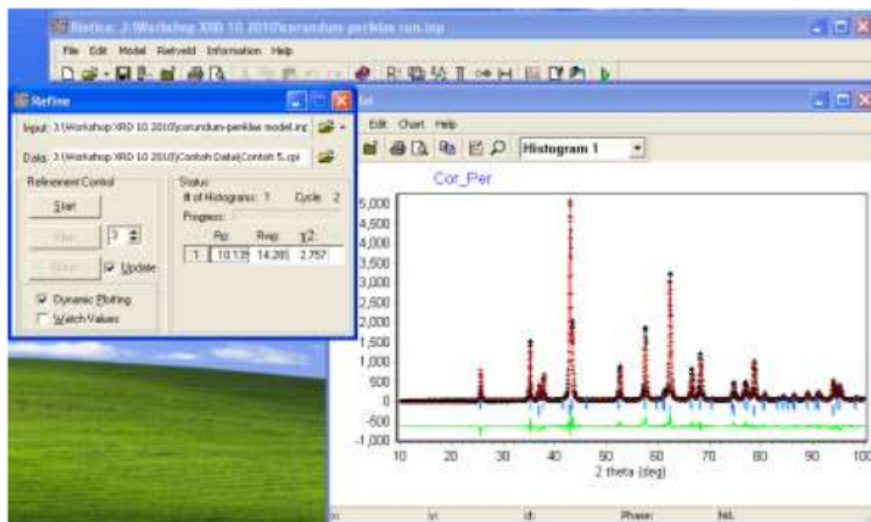 Rietica: J:\Workshop XRD 10 2010\corundum-periklas run.inp
File Edit Model Rietveld Information Help
Refine
Input: J:\Workshop XRD 10 2010\corundum-periklas model.inp
Data: J:\Workshop XRD 10 2010\Contoh Data\Contoh 5.cpi
Refinement Control
Start
3
Update
Dynamic Plotting
Watch Values
Status
# of Histograms: 1 Cycle: 2
Progress:
Rp: Rwp: χ2:
1 10.135 14.285 2.757
Edit Chart Help
Histogram 1
Cor_Per
5,000
4,500
4,000
3,500
3,000
2,500
2,000
1,500
1,000
500
0
-500
-1,000
10 20 30 40 50 60 70 80 90 100
2 theta (deg)
x: y: id: Phase: hkl: